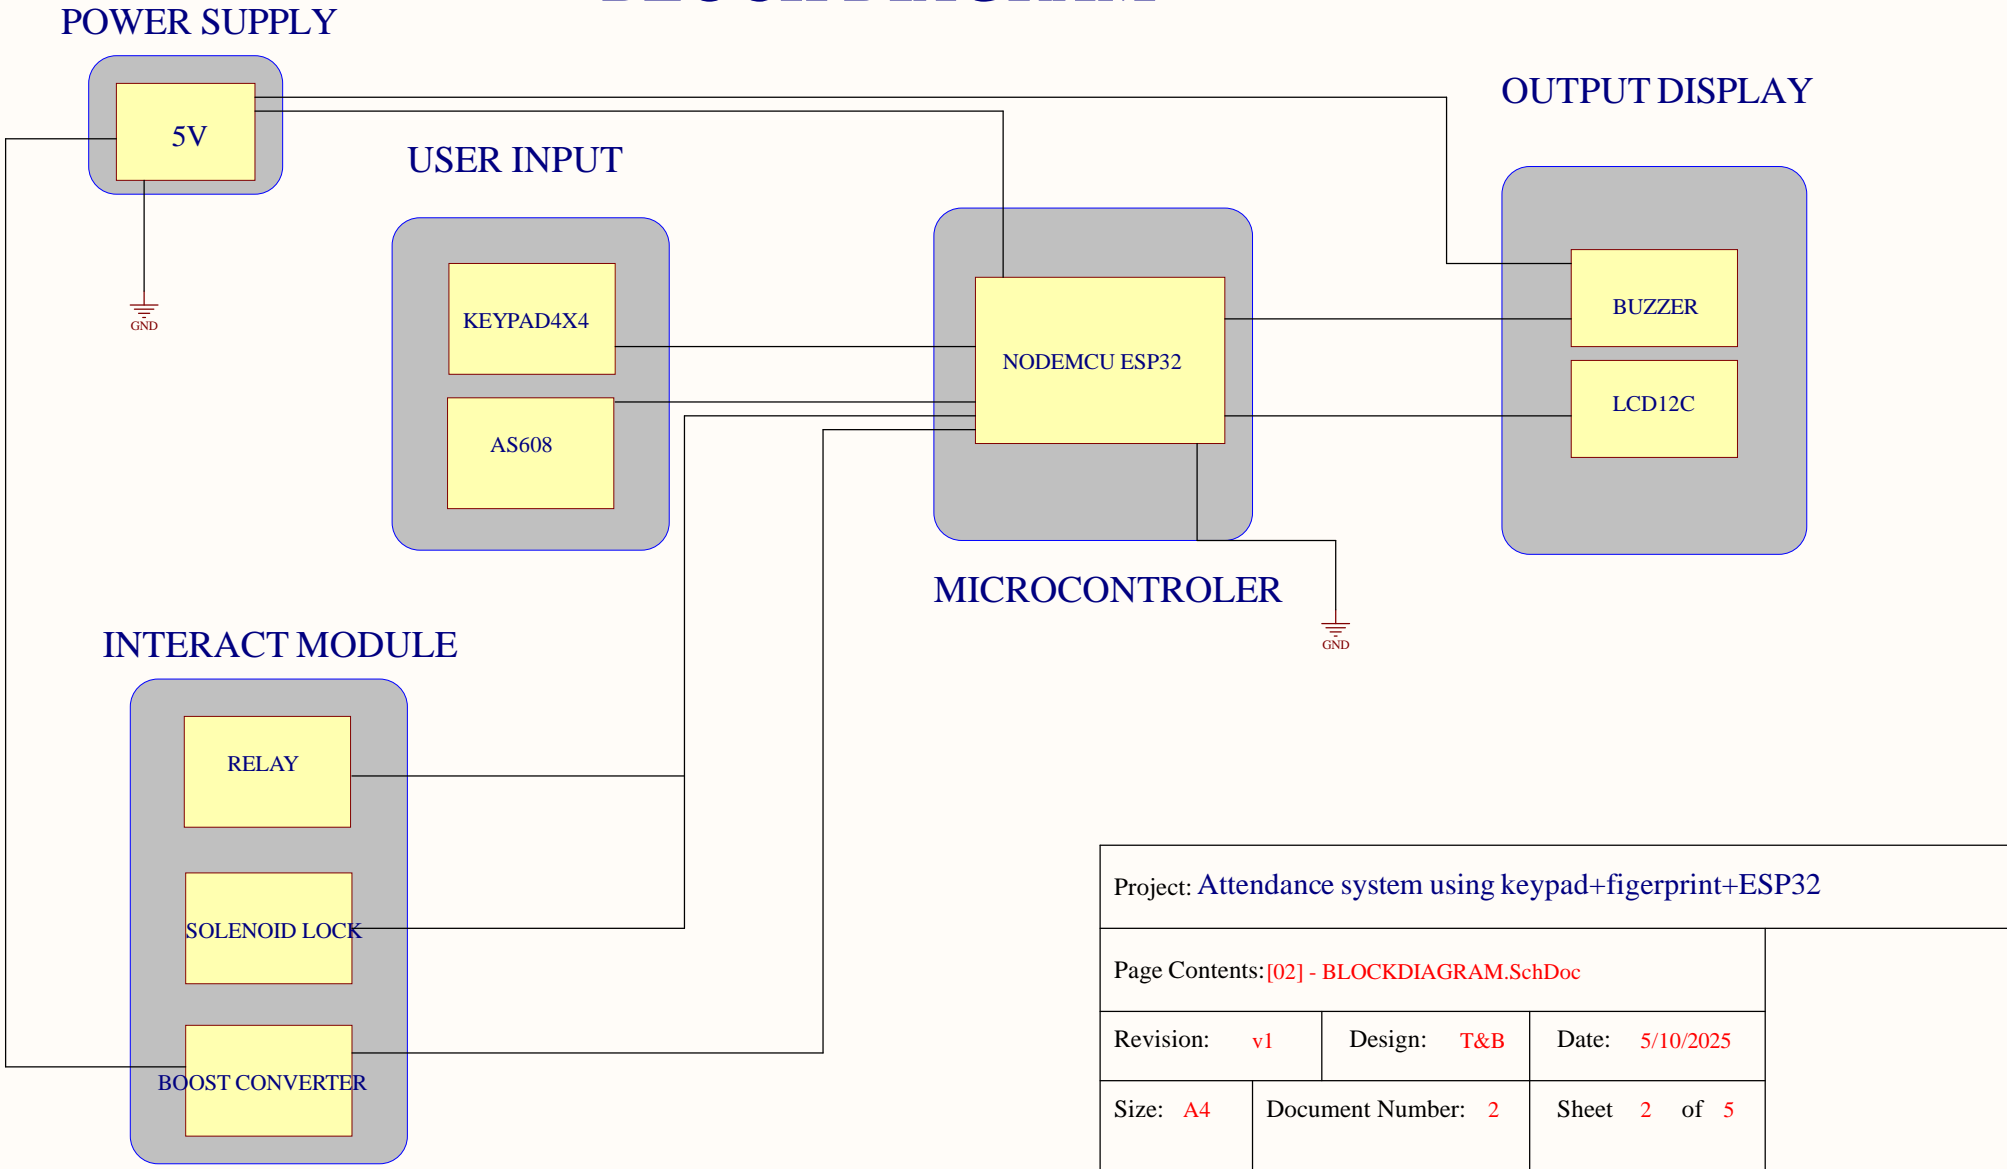 BLOCK DIAGRAM
POWER SUPPLY
5V
GND
USER INPUT
KEYPAD4X4
AS608
NODEMCU ESP32
MICROCONTROLER
GND
OUTPUT DISPLAY
BUZZER
LCD12C
INTERACT MODULE
RELAY
SOLENOID LOCK
BOOST CONVERTER
Project: Attendance system using keypad+figerprint+ESP32
Page Contents: [02] - BLOCKDIAGRAM.SchDoc
Revision: v1 Design: T&B Date: 5/10/2025
Size: A4 Document Number: 2 Sheet 2 of 5